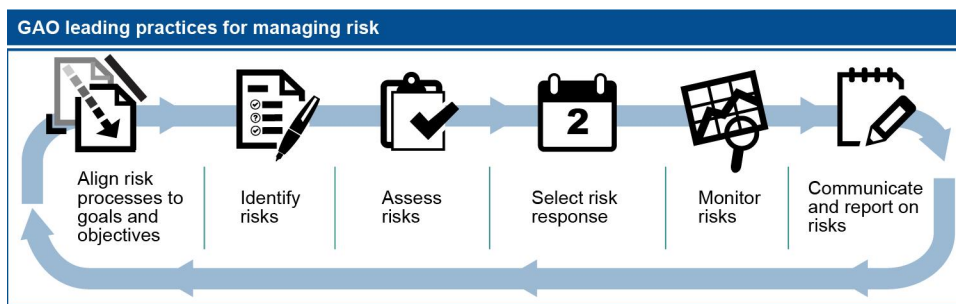 GAO leading practices for managing risk
2
Align risk
processes to
goals and
objectives
Identify
risks
Assess
risks
Select risk
response
Monitor
risks
Communicate
and report on
risks